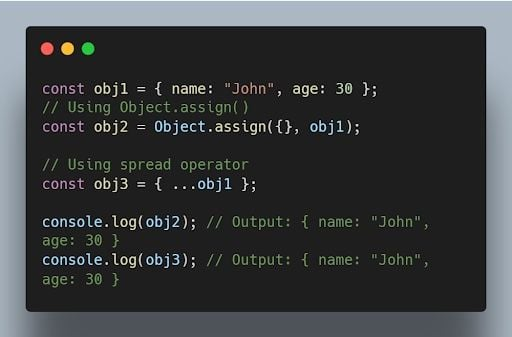 const obj1 = { name: "John", age: 30 };
// Using Object.assign()
const obj2 = Object.assign({}, obj1);
// Using spread operator
const obj3 = { ...obj1 };
console.log(obj2); // Output: { name: "John",
age: 30 }
console.log(obj3); // Output: { name: "John",
age: 30 }